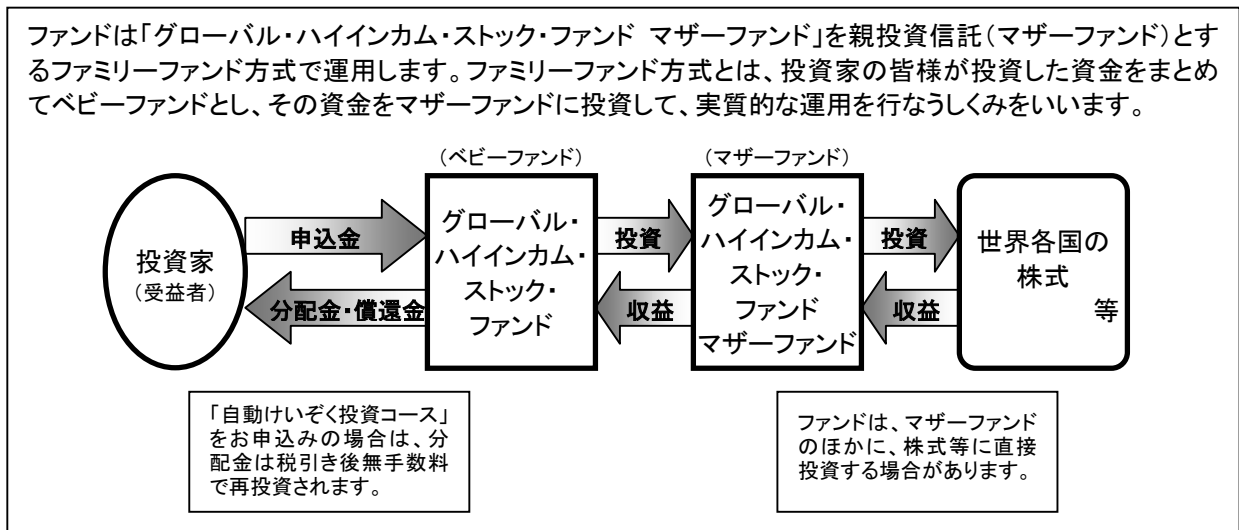 ファンドは「グローバル・ハイインカム・ストック・ファンド マザーファンド」を親投資信託(マザーファンド)とす
るファミリーファンド方式で運用します。ファミリーファンド方式とは、投資家の皆様が投資した資金をまとめ
てベビーファンドとし、その資金をマザーファンドに投資して、実質的な運用を行なうしくみをいいます。
(ベビーファンド)
(マザーファンド)
投資家
(受益者)
申込金
分配金・償還金
グローバル・
ハイインカム・
ストック・
ファンド
投資
収益
グローバル・
ハイインカム・
ストック・
ファンド
マザーファンド
投資
収益
世界各国の
株式
等
「自動けいぞく投資コース」
をお申込みの場合は、分
配金は税引き後無手数料
で再投資されます。
ファンドは、マザーファンド
のほかに、株式等に直接
投資する場合があります。